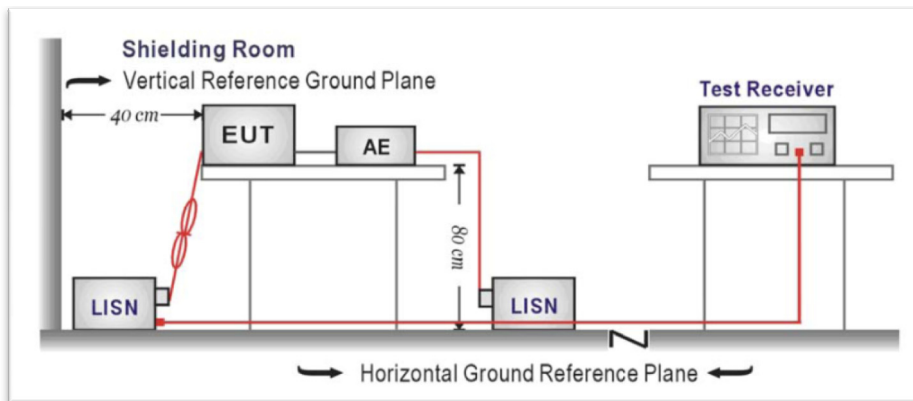 Shielding Room
Vertical Reference Ground Plane
Test Receiver
40 cm
EUT
AE
80 cm
LISN
LISN
Horizontal Ground Reference Plane